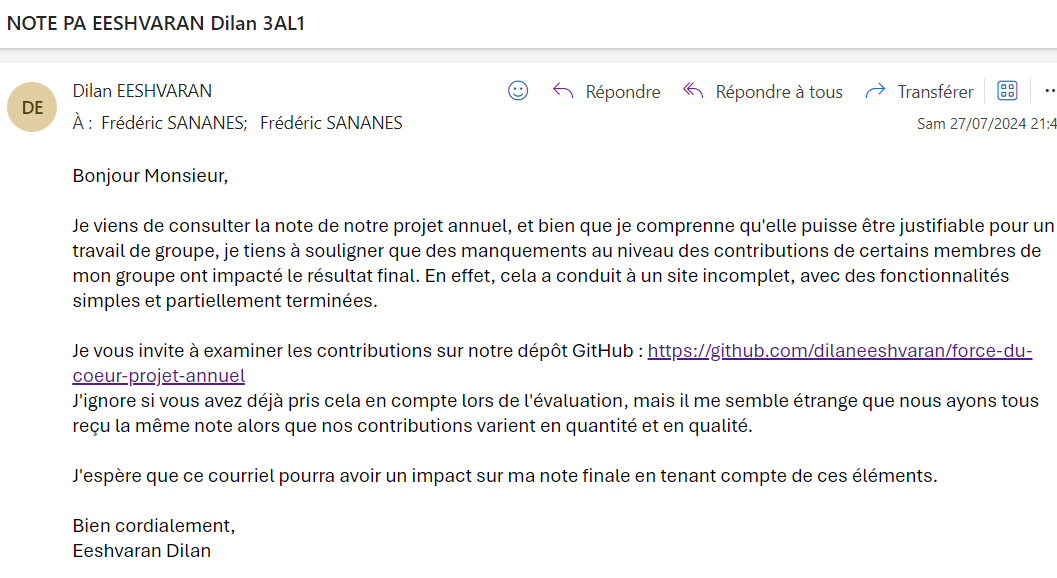 NOTE PA EESHVARAN Dilan 3AL1
DE
Dilan EESHVARAN
Répondre
Répondre à tous
Transférer
À : Frédéric SANANES; Frédéric SANANES
Sam 27/07/2024 21:4
Bonjour Monsieur,
Je viens de consulter la note de notre projet annuel, et bien que je comprenne qu'elle puisse être justifiable pour un
travail de groupe, je tiens à souligner que des manquements au niveau des contributions de certains membres de
mon groupe ont impacté le résultat final. En effet, cela a conduit à un site incomplet, avec des fonctionnalités
simples et partiellement terminées.
Je vous invite à examiner les contributions sur notre dépôt GitHub : https://github.com/dilaneeshvaran/force-du-
coeur-projet-annuel
J'ignore si vous avez déjà pris cela en compte lors de l'évaluation, mais il me semble étrange que nous ayons tous
reçu la même note alors que nos contributions varient en quantité et en qualité.
J'espère que ce courriel pourra avoir un impact sur ma note finale en tenant compte de ces éléments.
Bien cordialement,
Eeshvaran Dilan